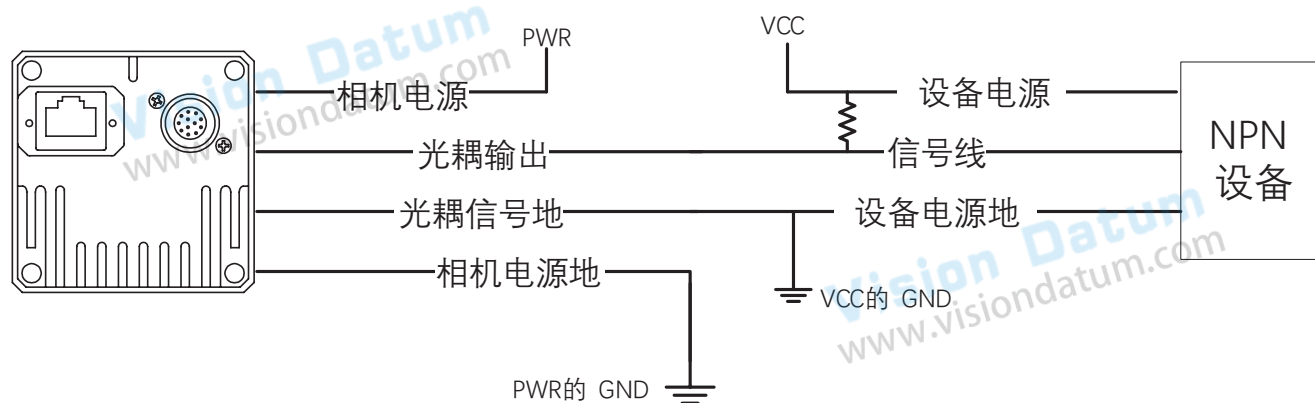 PWR
VCC
相机电源
设备电源
光耦输出
信号线
NPN
设备
光耦信号地
设备电源地
相机电源地
VCC的 GND
PWR的 GND
Vision Datum
www.visiondatum.com
Vision Datum
www.visiondatum.com